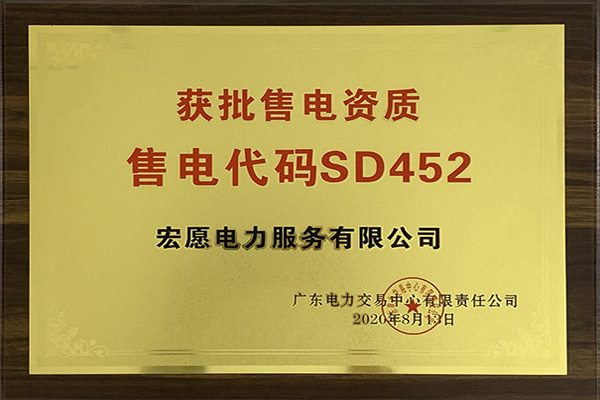 获批售电资质
售电代码SD452
宏愿电力服务有限公司
广东电力交易中心有限责任公司
2020年8月13日